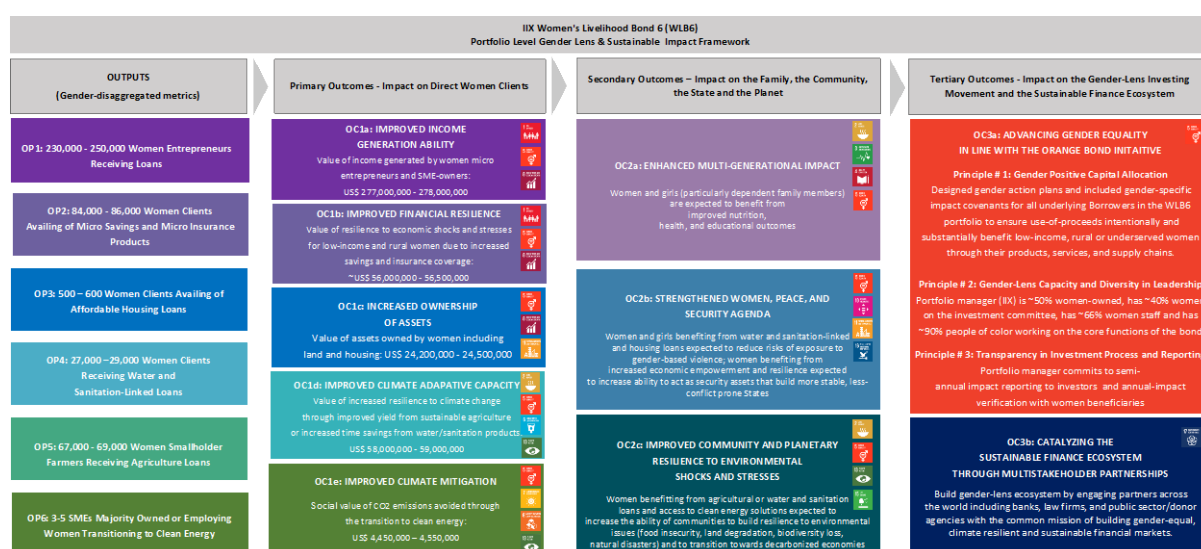 IIX Women's Livelihood Bond 6 (WLB6)
Portfolio Level Gender Lens & Sustainable Impact Framework
OUTPUTS
(Gender-disaggregated metrics)
OP1: 230,000 - 250,000 Women Entrepreneurs
Receiving Loans
OP2: 84,000 - 86,000 Women Clients
Availing of Micro Savings and Micro Insurance
Products
OP3: 500 – 600 Women Clients Availing of
Affordable Housing Loans
OP4: 27,000 –29,000 Women Clients
Receiving Water and
Sanitation-Linked Loans
OP5: 67,000 - 69,000 Women Smallholder
Farmers Receiving Agriculture Loans
OP6: 3-5 SMEs Majority Owned or Employing
Women Transitioning to Clean Energy
Primary Outcomes - Impact on Direct Women Clients
OC1a: IMPROVED INCOME
GENERATION ABILITY
Value of income generated by women micro
entrepreneurs and SME-owners:
US$ 277,000,000 - 278,000,000
OC1b: IMPROVED FINANCIAL RESILIENCE
Value of resilience to economic shocks and stresses
for low-income and rural women due to increased
savings and insurance coverage:
~US$ 56,000,000 - 56,500,000
OC1c: INCREASED OWNERSHIP
OF ASSETS
Value of assets owned by women including
land and housing: US$ 24,200,000 - 24,500,000
OC1d: IMPROVED CLIMATE ADAPATIVE CAPACITY
Value of increased resilience to climate change
through improved yield from sustainable agriculture
or increased time savings from water/sanitation products:
US$ 58,000,000 - 59,000,000
OC1e: IMPROVED CLIMATE MITIGATION
Social value of CO2 emissions avoided through
the transition to clean energy:
US$ 4,450,000 – 4,550,000
Secondary Outcomes – Impact on the Family, the Community,
the State and the Planet
OC2a: ENHANCED MULTI-GENERATIONAL IMPACT
Women and girls (particularly dependent family members)
are expected to benefit from
improved nutrition,
health, and educational outcomes
OC2b: STRENGTHENED WOMEN, PEACE, AND
SECURITY AGENDA
Women and girls benefiting from water and sanitation-linked
and housing loans expected to reduce risks of exposure to
gender-based violence; women benefiting from
increased economic empowerment and resilience expected
to increase ability to act as security assets that build more stable, less-
conflict prone States
OC2c: IMPROVED COMMUNITY AND PLANETARY
RESILIENCE TO ENVIRONMENTAL
SHOCKS AND STRESSES
Women benefitting from agricultural or water and sanitation
loans and access to clean energy solutions expected to
increase the ability of communities to build resilience to environmental
issues (food insecurity, land degradation, biodiversity loss,
natural disasters) and to transition towards decarbonized economies
Tertiary Outcomes - Impact on the Gender-Lens Investing
Movement and the Sustainable Finance Ecosystem
OC3a: ADVANCING GENDER EQUALITY
IN LINE WITH THE ORANGE BOND INITAITIVE
Principle # 1: Gender Positive Capital Allocation
Designed gender action plans and included gender-specific
impact covenants for all underlying Borrowers in the WLB6
portfolio to ensure use-of-proceeds intentionally and
substantially benefit low-income, rural or underserved women
through their products, services, and supply chains.
Principle # 2: Gender-Lens Capacity and Diversity in Leadership
Portfolio manager (IIX) is ~50% women-owned, has ~40% women
on the investment committee, has ~66% women staff and has
~90% people of color working on the core functions of the bond
Principle # 3: Transparency in Investment Process and Reporting
Portfolio manager commits to semi-
annual impact reporting to investors and annual-impact
verification with women beneficiaries
OC3b: CATALYZING THE
SUSTAINABLE FINANCE ECOSYSTEM
THROUGH MULTISTAKEHOLDER PARTNERSHIPS
Build gender-lens ecosystem by engaging partners across
the world including banks, law firms, and public sector/donor
agencies with the common mission of building gender-equal,
climate resilient and sustainable financial markets.